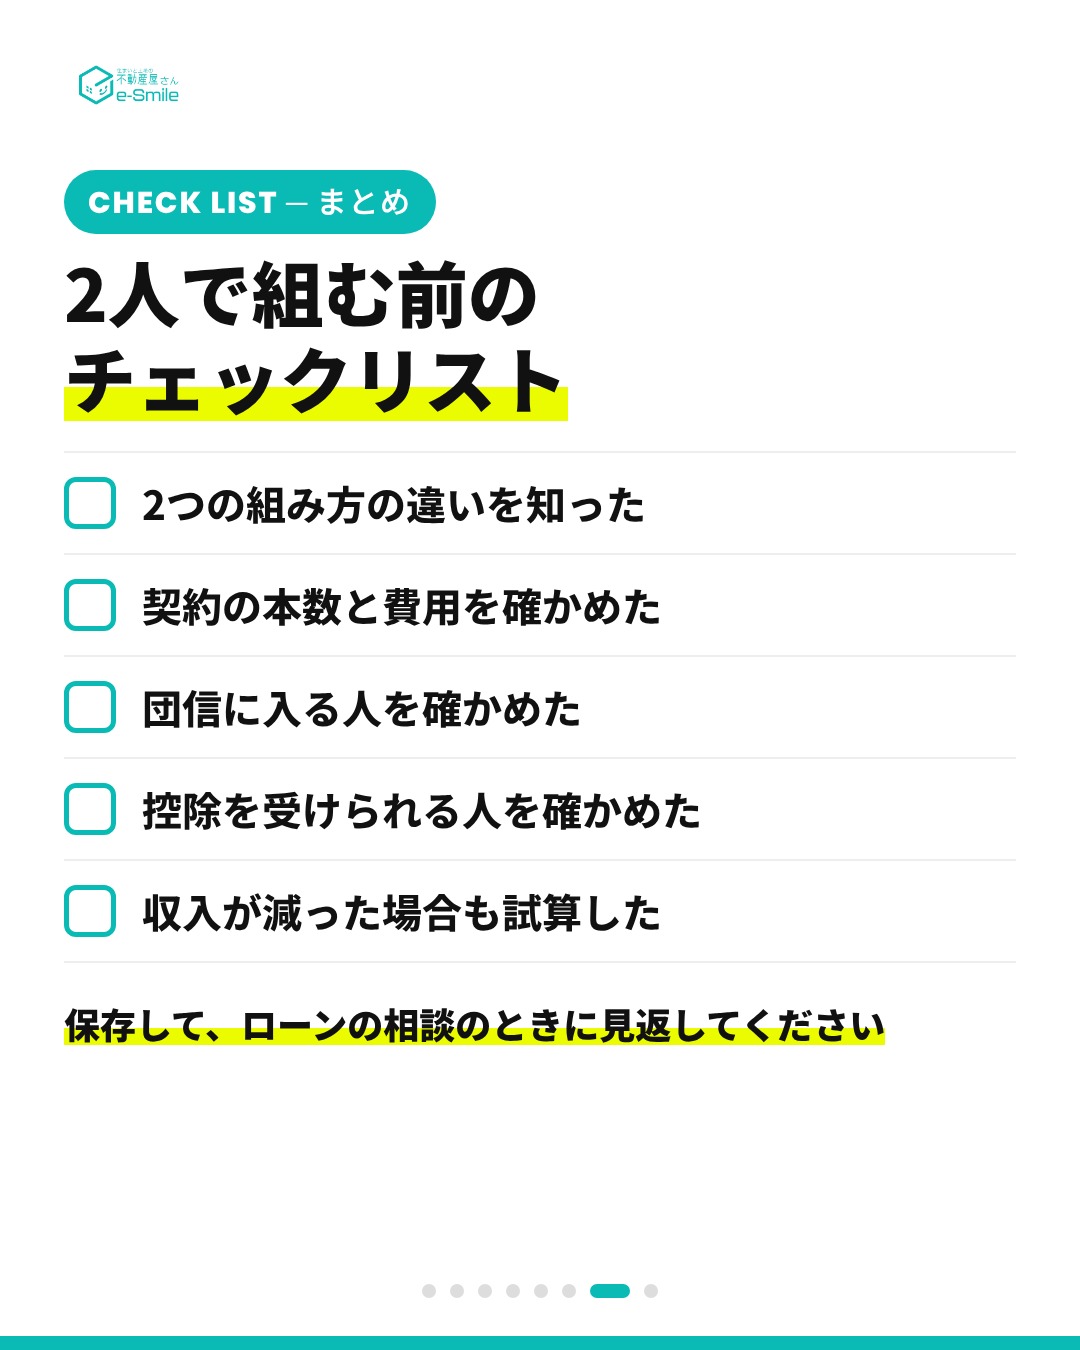 不動産屋さん
e-Smile
CHECK LIST — まとめ
2人で組む前の
チェックリスト
2つの組み方の違いを知った
契約の本数と費用を確かめた
団信に入る人を確かめた
控除を受けられる人を確かめた
収入が減った場合も試算した
保存して、ローンの相談のときに見返してください